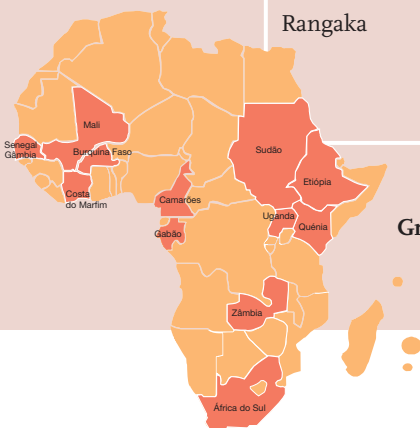 Rangaka
Mali
Senegal
Gâmbia
Burquina Faso
Sudão
Etiópia
Costa
do Marfim
Camarões
Uganda
Quénia
Gabão
Gr
Zâmbia
África do Sul